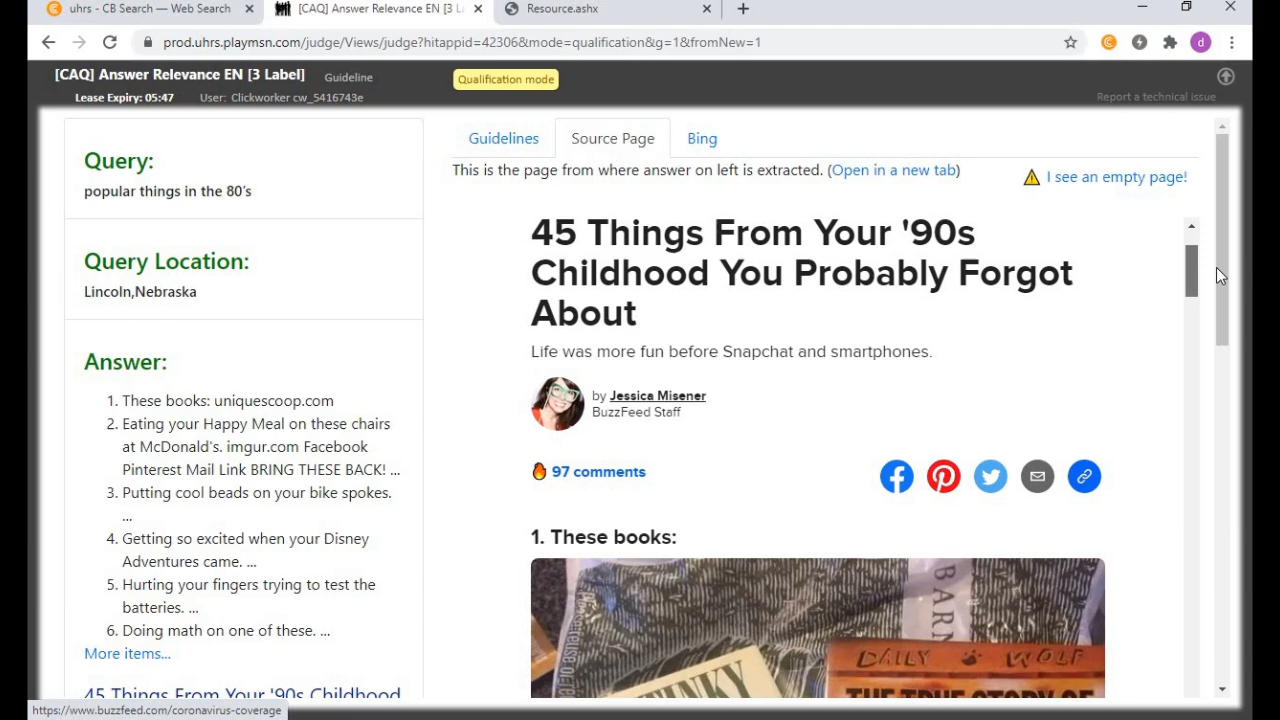 uhrs - CB Search — Web Search
[CAQ] Answer Relevance EN [3 L
Resource.ashx
prod.uhrs.playmsn.com/judge/Views/judge?hitappid=42306&mode=qualification&g=1&fromNew=1
d
[CAQ] Answer Relevance EN [3 Label]
Guideline
Qualification mode
Lease Expiry: 05:47
User: Clickworker cw_5416743e
Report a technical issue
Query:
popular things in the 80's
Query Location:
Lincoln,Nebraska
Answer:
1. These books: uniquescoop.com
2. Eating your Happy Meal on these chairs
at McDonald's. imgur.com Facebook
Pinterest Mail Link BRING THESE BACK! ...
3. Putting cool beads on your bike spokes.
...
4. Getting so excited when your Disney
Adventures came. ...
5. Hurting your fingers trying to test the
batteries. ...
6. Doing math on one of these. ...
More items...
45 Things From Your '90s Childhood
https://www.buzzfeed.com/coronavirus-coverage
Guidelines
Source Page
Bing
This is the page from where answer on left is extracted. (Open in a new tab)
I see an empty page!
45 Things From Your '90s
Childhood You Probably Forgot
About
Life was more fun before Snapchat and smartphones.
by Jessica Misener
BuzzFeed Staff
97 comments
1. These books:
BARN
DAILY WOLF
THE TRUE STORY OF